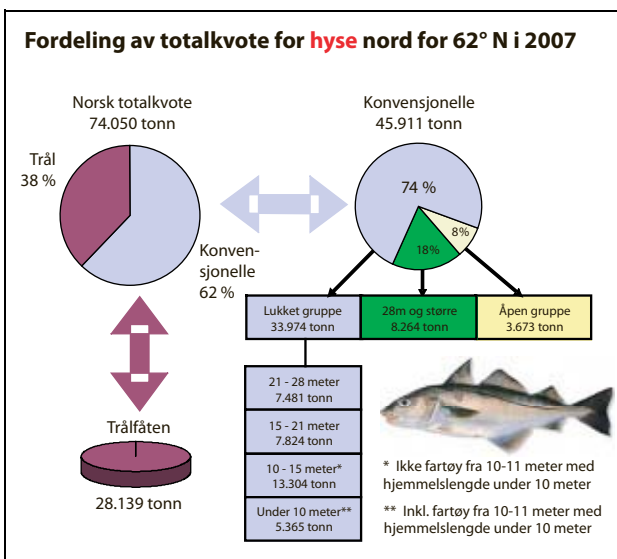 Fordeling av totalkvote for hyse nord for 62° N i 2007
Norsk totalkvote
74.050 tonn
Trål
38 %
Konven-
sjonelle
62 %
Konvensjonelle
45.911 tonn
74 %
8%
18%
Lukket gruppe
33.974 tonn
28m og større
8.264 tonn
Åpen gruppe
3.673 tonn
21 - 28 meter
7.481 tonn
15 - 21 meter
7.824 tonn
10 - 15 meter*
13.304 tonn
Under 10 meter**
5.365 tonn
Trålfåten
28.139 tonn
* Ikke fartøy fra 10-11 meter med
hjemmelslengde under 10 meter
** Inkl. fartøy fra 10-11 meter med
hjemmelslengde under 10 meter